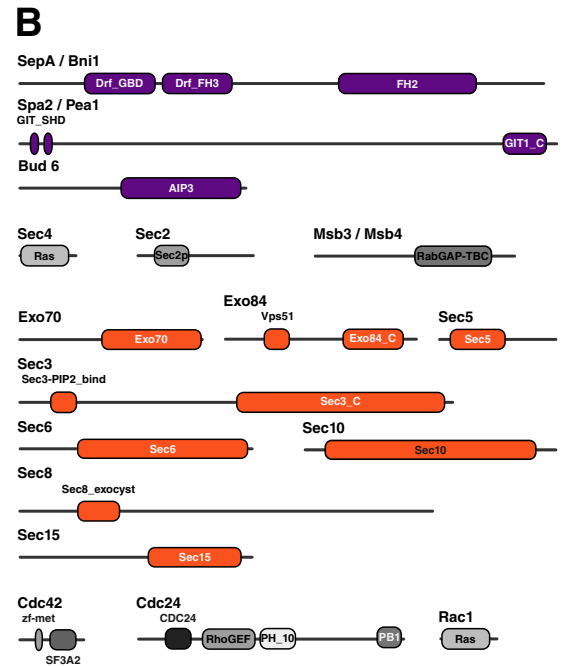 B
SepA / Bni1
Drf_GBD Drf_FH3 FH2
Spa2 / Pea1
GIT_SHD
GIT1_C
Bud 6
AIP3
Sec4 Sec2 Msb3 / Msb4
Ras Sec2p RabGAP-TBC
Exo84
Exo70 Vps51 Sec5
Exo70 Exo84_C Sec5
Sec3
Sec3-PIP2_bind
Sec3_C
Sec6 Sec10
Sec6 Sec10
Sec8
Sec8_exocyst
Sec15
Sec15
Cdc42 Cdc24 Rac1
zf-met CDC24
RhoGEF PH_10 PB1 Ras
SF3A2